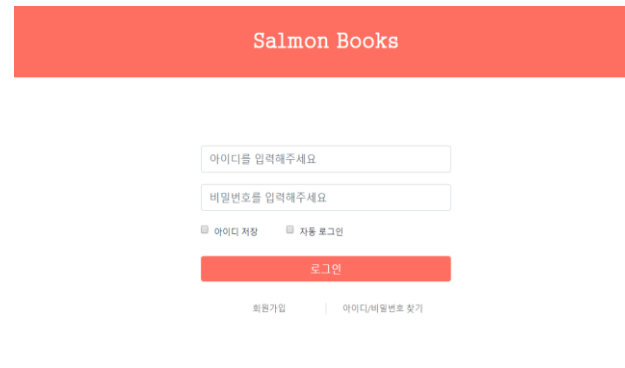 Salmon Books
아이디를 입력해주세요
비밀번호를 입력해주세요
아이디 저장 자동 로그인
로그인
회원가입 아이디/비밀번호 찾기